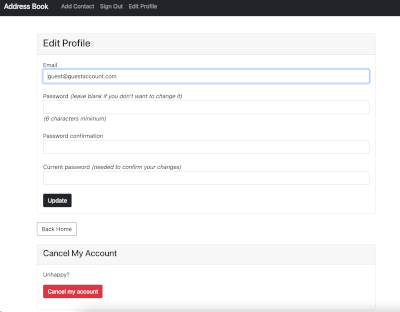 Address Book Add Contact Sign Out Edit Profile
Edit Profile
Email
guest@guestaccount.com
Password (leave blank if you don't want to change it)
(6 characters minimum)
Password confirmation
Current password (needed to confirm your changes)
Update
Back Home
Cancel My Account
Unhappy?
Cancel my account